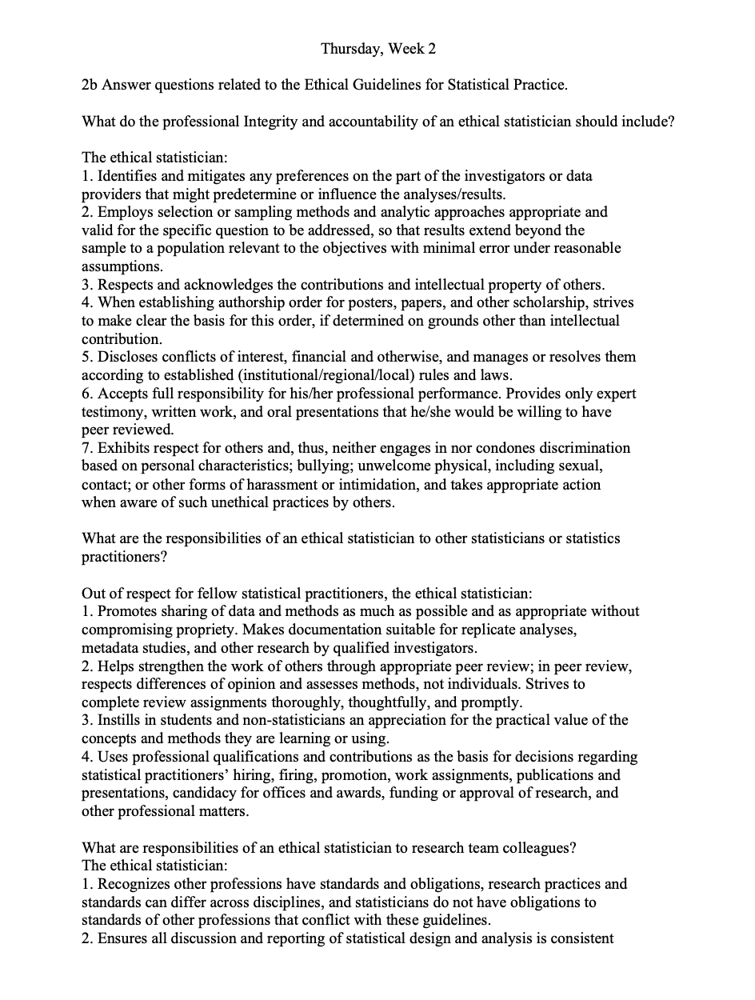 Thursday, Week 2
2b Answer questions related to the Ethical Guidelines for Statistical Practice.
What do the professional Integrity and accountability of an ethical statistician should include?
The ethical statistician:
1. Identifies and mitigates any preferences on the part of the investigators or data
providers that might predetermine or influence the analyses/results.
2. Employs selection or sampling methods and analytic approaches appropriate and
valid for the specific question to be addressed, so that results extend beyond the
sample to a population relevant to the objectives with minimal error under reasonable
assumptions.
3. Respects and acknowledges the contributions and intellectual property of others.
4. When establishing authorship order for posters, papers, and other scholarship, strives
to make clear the basis for this order, if determined on grounds other than intellectual
contribution.
5. Discloses conflicts of interest, financial and otherwise, and manages or resolves them
according to established (institutional/regional/local) rules and laws.
6. Accepts full responsibility for his/her professional performance. Provides only expert
testimony, written work, and oral presentations that he/she would be willing to have
peer reviewed.
7. Exhibits respect for others and, thus, neither engages in nor condones discrimination
based on personal characteristics; bullying; unwelcome physical, including sexual,
contact; or other forms of harassment or intimidation, and takes appropriate action
when aware of such unethical practices by others.
What are the responsibilities of an ethical statistician to other statisticians or statistics
practitioners?
Out of respect for fellow statistical practitioners, the ethical statistician:
1. Promotes sharing of data and methods as much as possible and as appropriate without
compromising propriety. Makes documentation suitable for replicate analyses,
metadata studies, and other research by qualified investigators.
2. Helps strengthen the work of others through appropriate peer review; in peer review,
respects differences of opinion and assesses methods, not individuals. Strives to
complete review assignments thoroughly, thoughtfully, and promptly.
3. Instills in students and non-statisticians an appreciation for the practical value of the
concepts and methods they are learning or using.
4. Uses professional qualifications and contributions as the basis for decisions regarding
statistical practitioners’ hiring, firing, promotion, work assignments, publications and
presentations, candidacy for offices and awards, funding or approval of research, and
other professional matters.
What are responsibilities of an ethical statistician to research team colleagues?
The ethical statistician:
1. Recognizes other professions have standards and obligations, research practices and
standards can differ across disciplines, and statisticians do not have obligations to
standards of other professions that conflict with these guidelines.
2. Ensures all discussion and reporting of statistical design and analysis is consistent